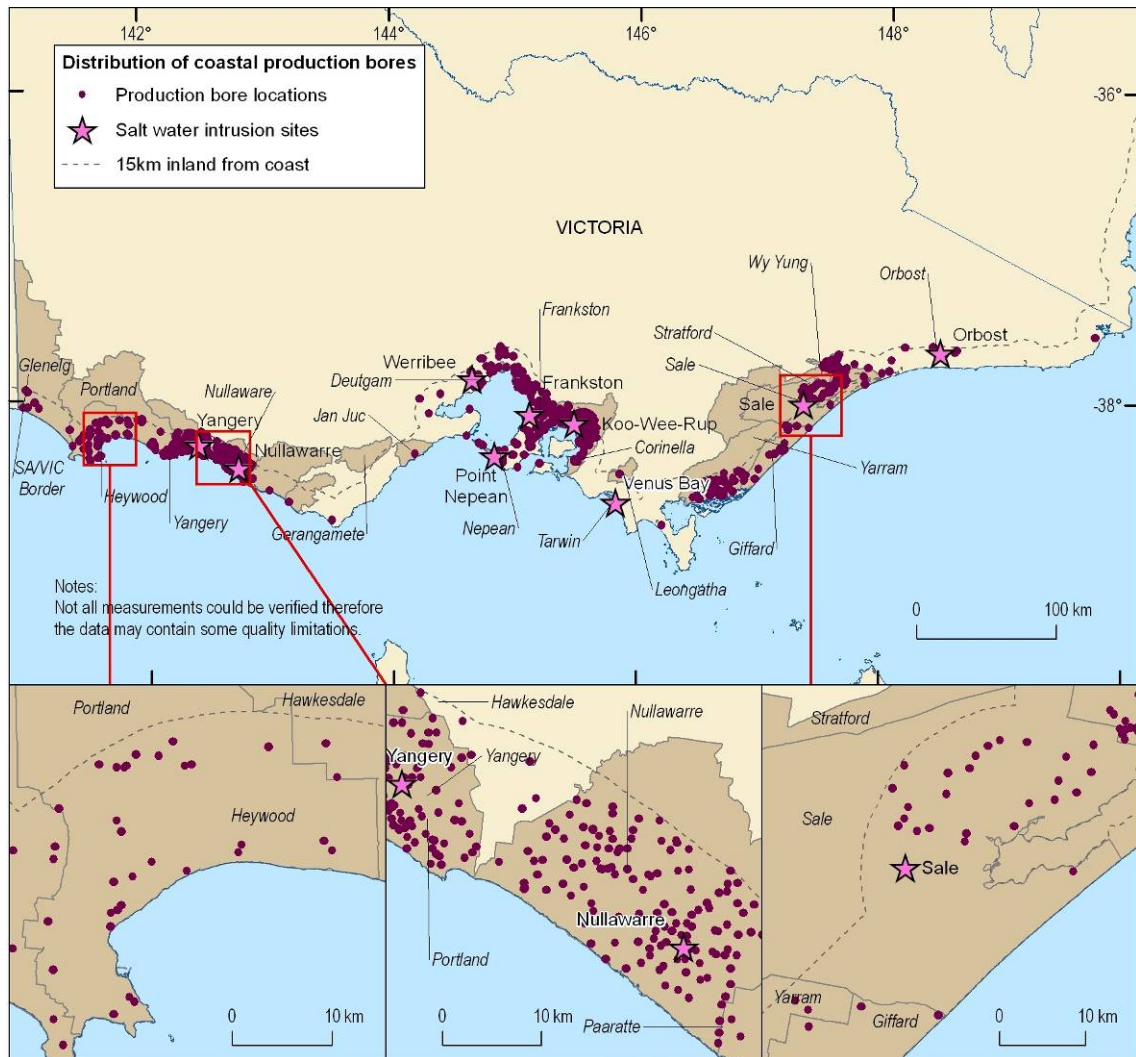 142°
144°
146°
148°
-36°
-38°
Distribution of coastal production bores
Production bore locations
Salt water intrusion sites
15km inland from coast
VICTORIA
Wy Yung
Orbost
Frankston
Stratford
Orbost
Werribee
Sale
Glenelg
Deutgam
Portland
Nullaware
Frankston
Sale
Yangery
Jan Juc
Koo-Wee-Rup
Nullawarre
Corinella
SA/VIC
Border
Point
Nepean
Venus Bay
Yarram
Heywood
Yangery
Gerangamete
Nepean
Tarwin
Giffard
Leongatha
Notes:
Not all measurements could be verified therefore
the data may contain some quality limitations.
0 100 km
Portland
Hawkesdale
Heywood
0 10 km
Hawkesdale
Nullawarre
Yangery
Yangery
Nullawarre
Portland
0 10 km
Paaratte
Stratford
Sale
Sale
Yarram
Giffard
0 10 km